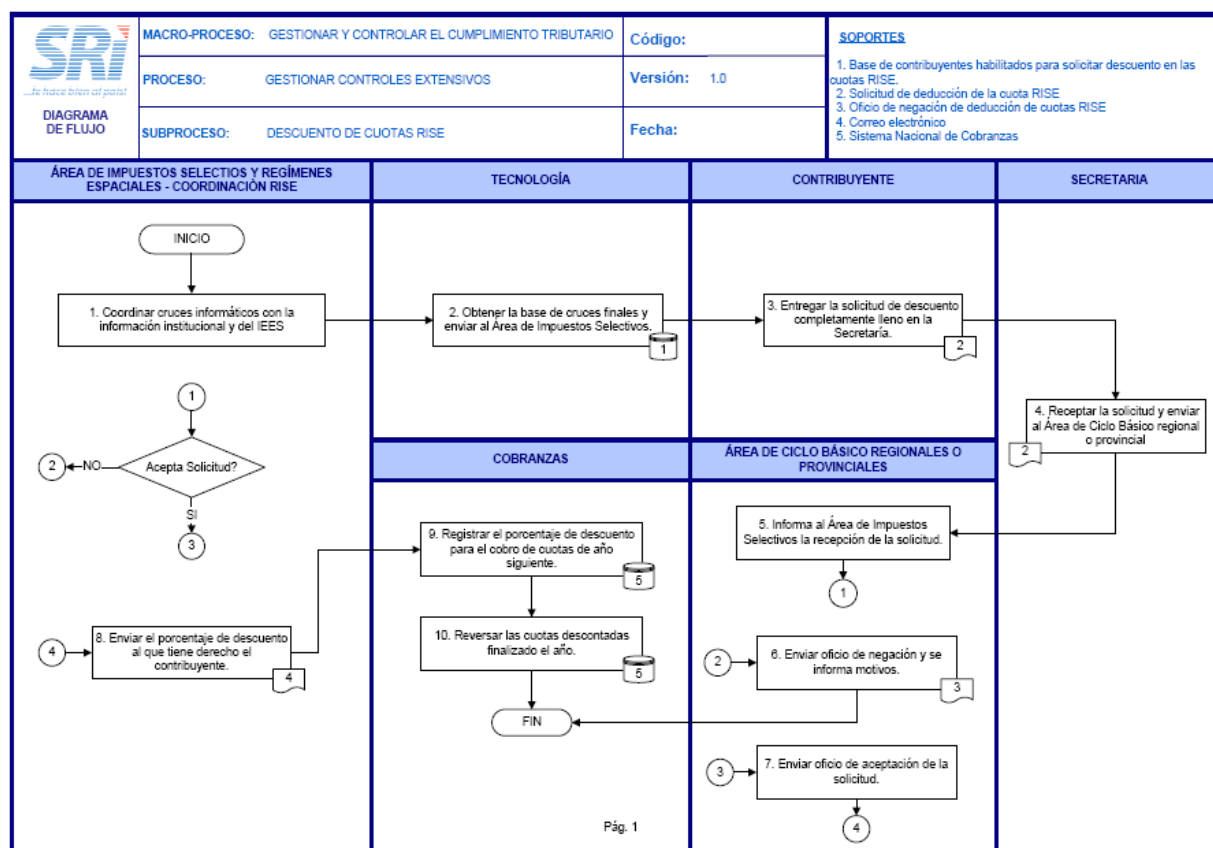 SRi
...le hace bien al país!
DIAGRAMA
DE FLUJO
MACRO-PROCESO: GESTIONAR Y CONTROLAR EL CUMPLIMIENTO TRIBUTARIO
PROCESO: GESTIONAR CONTROLES EXTENSIVOS
SUBPROCESO: DESCUENTO DE CUOTAS RISE
Código:
Versión: 1.0
Fecha:
SOPORTES
1. Base de contribuyentes habilitados para solicitar descuento en las
cuotas RISE.
2. Solicitud de deducción de la cuota RISE
3. Oficio de negación de deducción de cuotas RISE
4. Correo electrónico
5. Sistema Nacional de Cobranzas
ÁREA DE IMPUESTOS SELECTIOS Y REGÍMENES
ESPACIALES - COORDINACIÓN RISE
TECNOLOGÍA
CONTRIBUYENTE
SECRETARIA
INICIO
1. Coordinar cruces informáticos con la
información institucional y del IEES
2. Obtener la base de cruces finales y
enviar al Área de Impuestos Selectivos.
1
3. Entregar la solicitud de descuento
completamente lleno en la
Secretaría.
2
4. Receptar la solicitud y enviar
al Área de Ciclo Básico regional
o provincial
2
1
Acepta Solicitud?
NO
2
SI
3
COBRANZAS
ÁREA DE CICLO BÁSICO REGIONALES O
PROVINCIALES
5. Informa al Área de Impuestos
Selectivos la recepción de la solicitud.
1
9. Registrar el porcentaje de descuento
para el cobro de cuotas de año
siguiente.
5
4
8. Enviar el porcentaje de descuento
al que tiene derecho el
contribuyente.
4
10. Reversar las cuotas descontadas
finalizado el año.
5
2
6. Enviar oficio de negación y se
informa motivos.
3
FIN
3
7. Enviar oficio de aceptación de la
solicitud.
4
Pág. 1